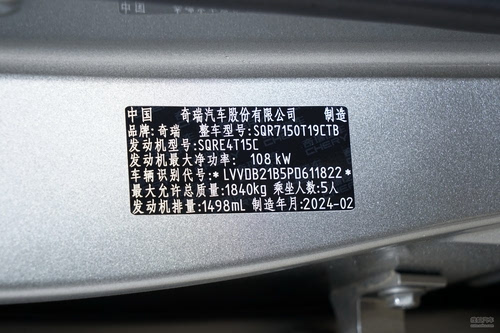 中国 奇瑞汽车股份有限公司 制造
品牌:奇瑞 整车型号:SQR7150T19CTB
发动机型号:SQRE4T15C
发动机最大净功率: 108 kW
车辆识别代号:*LVVDB21B5PD611822*
最大允许总质量:1840kg 乘坐人数:5人
发动机排量:1498mL 制造年月:2024-02